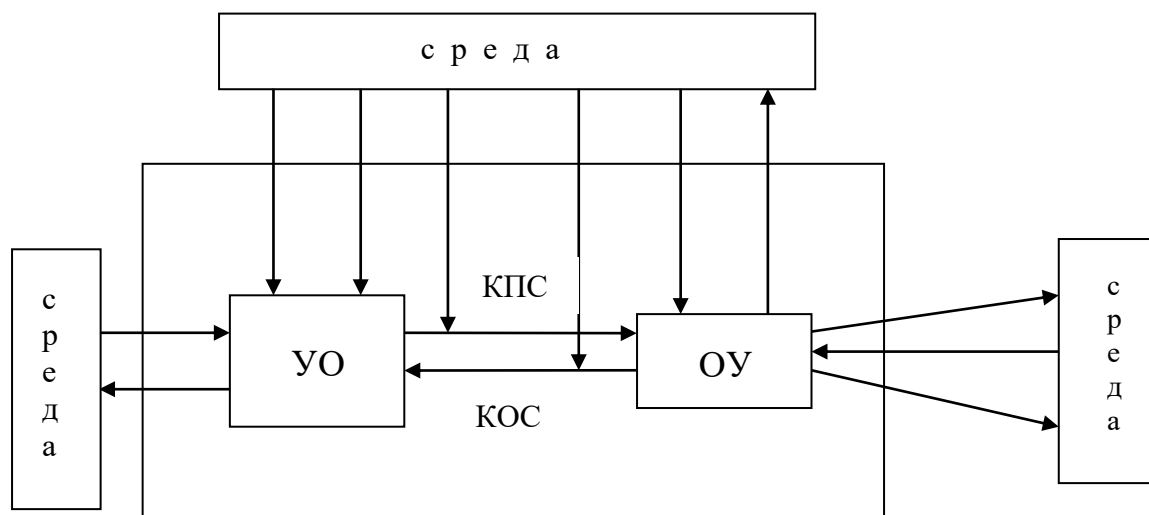 с р е д а
с р е д а
УО
КПС
КОС
ОУ
с р е д а